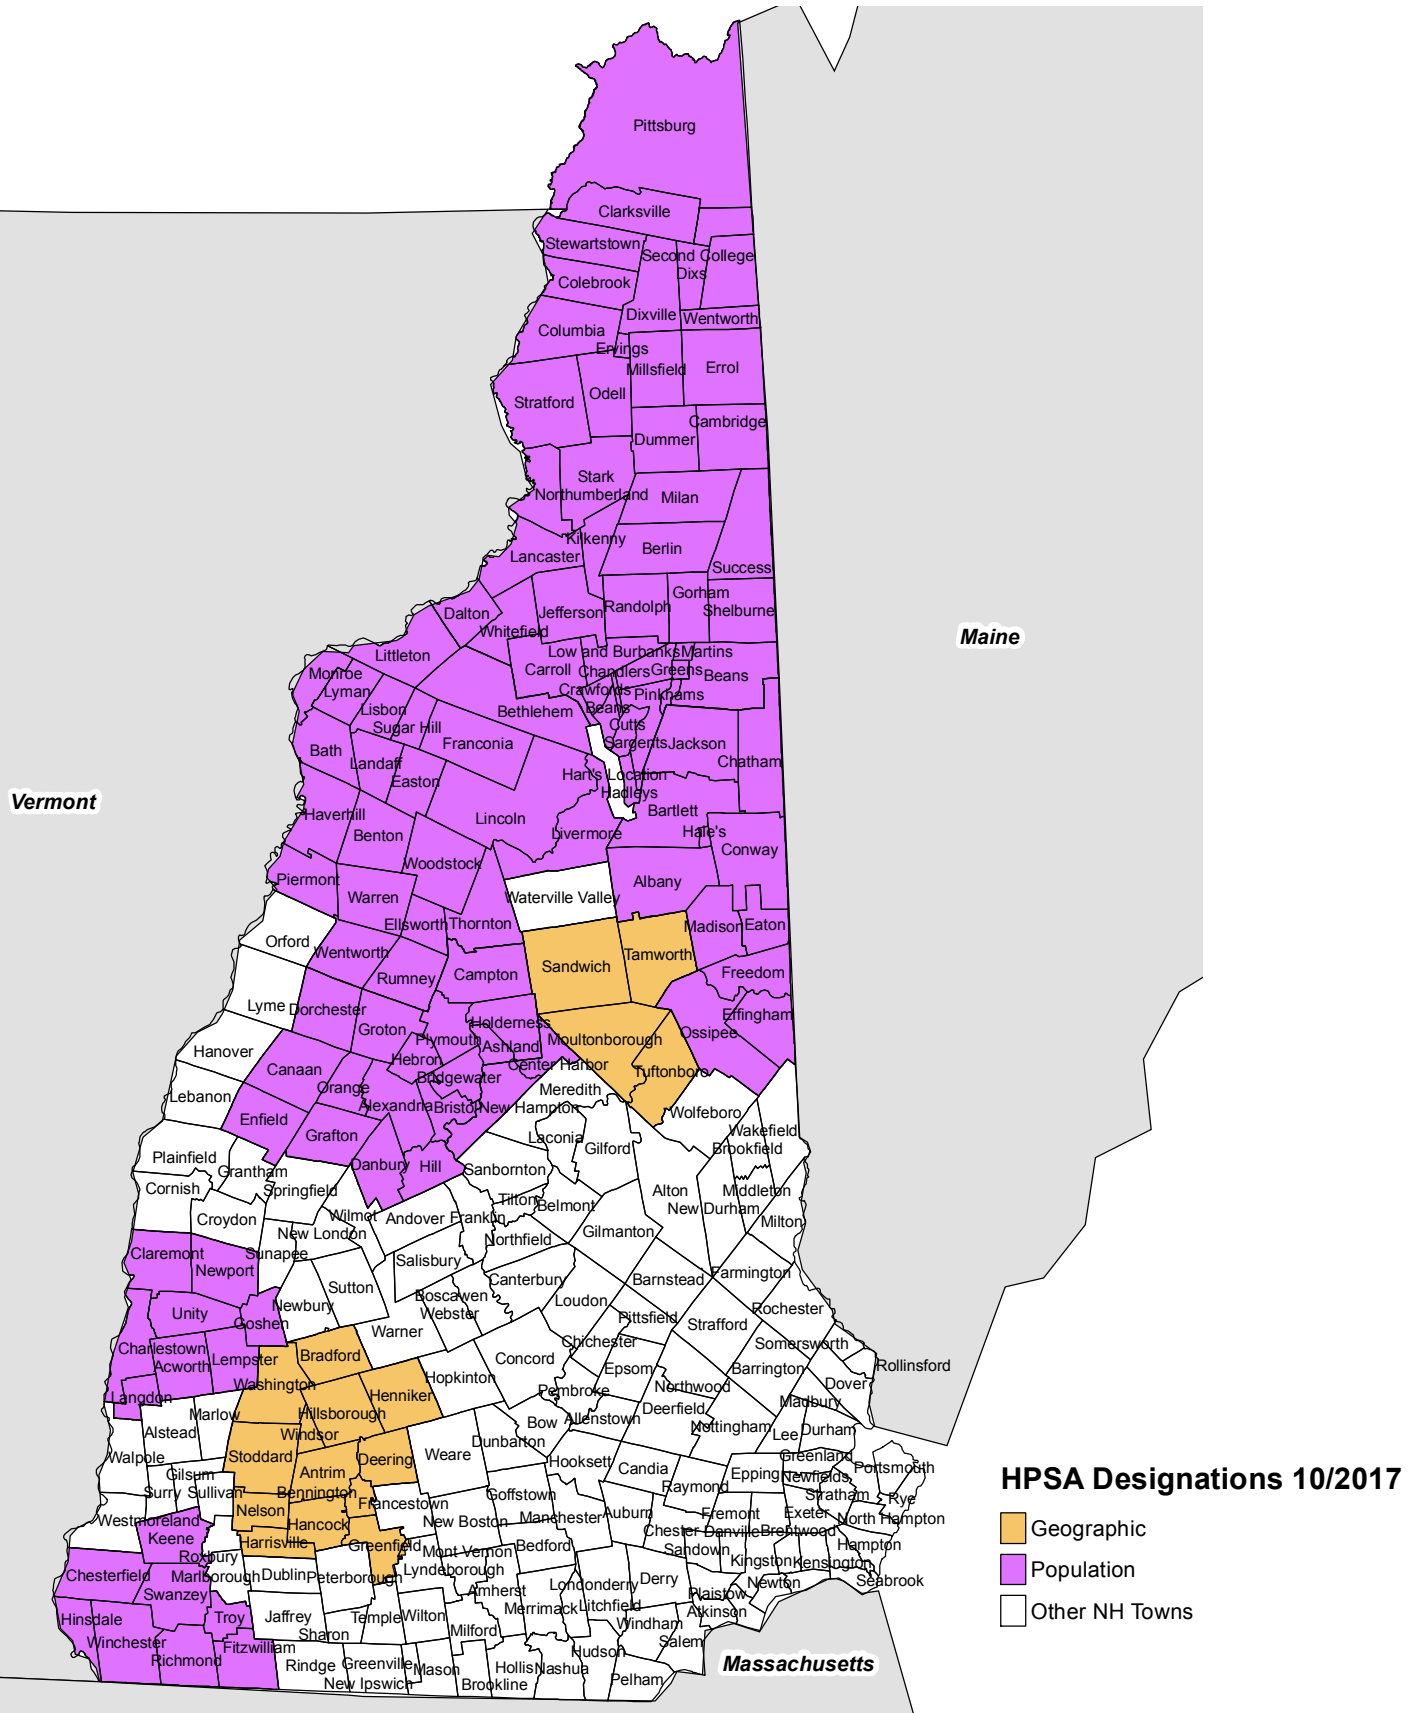 Pittsburg
Clarksville
Stewartstown
Second College
Dixs
Colebrook
Dixville
Wentworth
Columbia
Ervings
Millsfield
Errol
Odell
Stratford
Cambridge
Dummer
Stark
Northumberland
Milan
Kilkenny
Berlin
Lancaster
Success
Gorham
Dalton
Jefferson
Randolph
Shelburne
Whitefield
Maine
Littleton
Low and Burbanks
Martins
Carroll
Chandlers
Greens
Beans
Monroe
Lyman
Crawfords
Pinkhams
Lisbon
Bethlehem
Beans
Sugar Hill
Cutts
Franconia
Sargents
Jackson
Bath
Landaff
Chatham
Easton
Hart's Location
Hadleys
Vermont
Haverhill
Lincoln
Bartlett
Benton
Livermore
Hale's
Conway
Woodstock
Piermont
Albany
Warren
Waterville Valley
Ellsworth
Thornton
Madison
Eaton
Orford
Wentworth
Tamworth
Sandwich
Rumney
Campton
Freedom
Lyme
Dorchester
Effingham
Groton
Holderness
Ossipee
Plymouth
Ashland
Moultonborough
Hanover
Hebron
Center Harbor
Canaan
Bridgewater
Tuftonboro
Orange
Meredith
Lebanon
Alexandria
Bristol
New Hampton
Wolfeboro
Enfield
Grafton
Laconia
Gilford
Wakefield
Brookfield
Plainfield
Grantham
Danbury
Hill
Sanbornton
Cornish
Springfield
Alton
Middleton
Croydon
Wilmot
Andover
Franklin
Tilton
Belmont
New Durham
Milton
New London
Gilmanton
Claremont
Sunapee
Northfield
Newport
Salisbury
Canterbury
Barnstead
Farmington
Sutton
Boscawen
Webster
Loudon
Newbury
Unity
Goshen
Warner
Pittsfield
Strafford
Rochester
Charlestown
Chichester
Somersworth
Acworth
Lempster
Bradford
Concord
Epsom
Barrington
Rollinsford
Washington
Henniker
Hopkinton
Pembroke
Northwood
Dover
Langdon
Hillsborough
Deerfield
Madbury
Marlow
Bow
Allenstown
Nottingham
Lee
Durham
Alstead
Windsor
Dunbarton
Walpole
Stoddard
Deering
Weare
Hooksett
Candia
Greenland
Gilsum
Antrim
Epping
Newfields
Portsmouth
Surry
Sullivan
Bennington
Raymond
Stratham
Rye
HPSA Designations 10/2017
Nelson
Francestown
Goffstown
Auburn
Fremont
Exeter
North Hampton
Westmoreland
Hancock
New Boston
Manchester
Chester
Danville
Brentwood
Geographic
Keene
Harrisville
Greenfield
Mont Vernon
Bedford
Sandown
Hampton
Roxbury
Lyndeborough
Kingston
Kensington
Population
Chesterfield
Marlborough
Dublin
Peterborough
Amherst
Londonderry
Derry
Newton
Seabrook
Swanzey
Merrimack
Litchfield
Plaistow
Atkinson
Other NH Towns
Hinsdale
Troy
Jaffrey
Temple
Wilton
Milford
Windham
Winchester
Sharon
Salem
Fitzwilliam
Hudson
Richmond
Rindge
Greenville
Mason
Hollis
Nashua
Pelham
Massachusetts
New Ipswich
Brookline